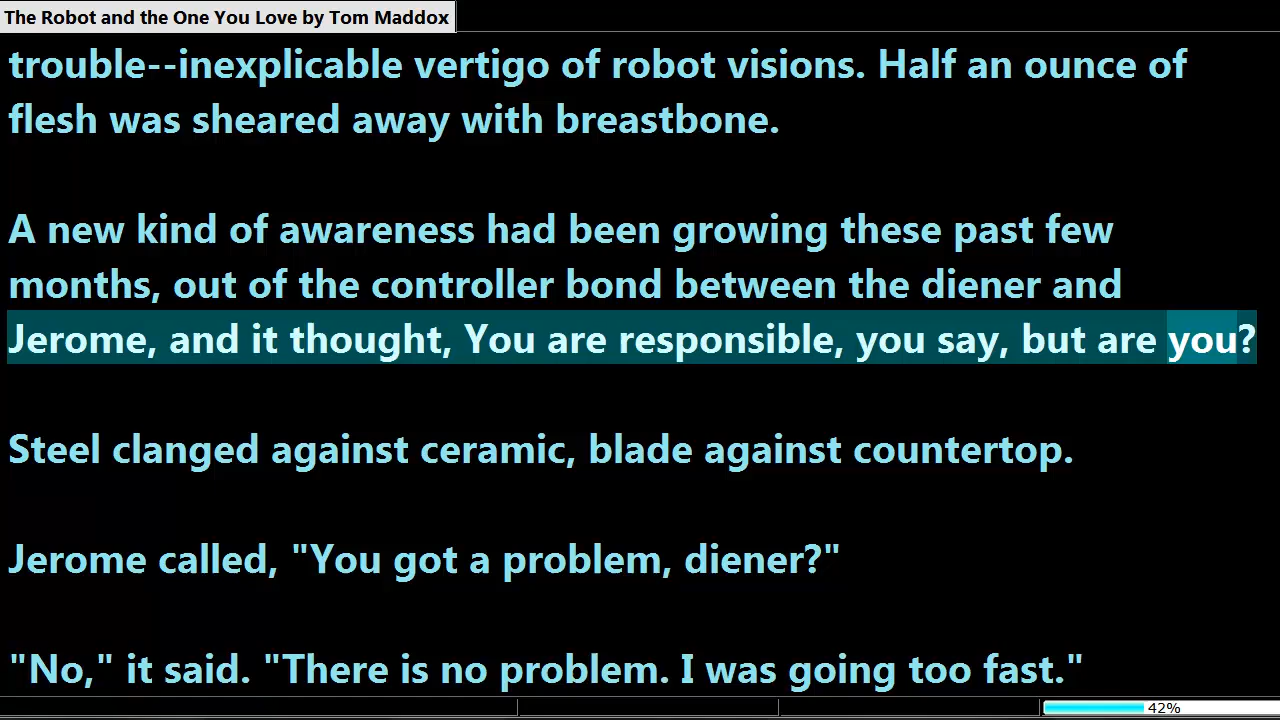 The Robot and the One You Love by Tom Maddox
trouble--inexplicable vertigo of robot visions. Half an ounce of
flesh was sheared away with breastbone.
A new kind of awareness had been growing these past few
months, out of the controller bond between the diener and
Jerome, and it thought, You are responsible, you say, but are you?
Steel clanged against ceramic, blade against countertop.
Jerome called, "You got a problem, diener?"
"No," it said. "There is no problem. I was going too fast."
42%